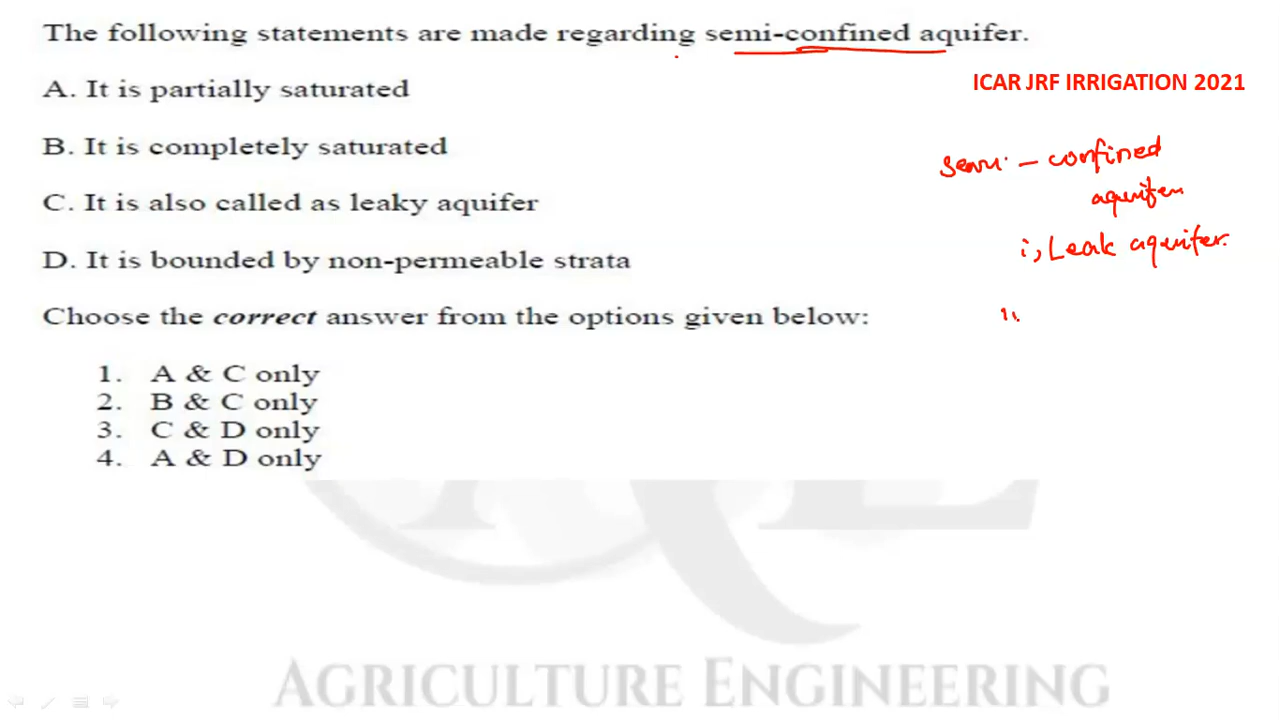 The following statements are made regarding semi-confined aquifer.
ICAR JRF IRRIGATION 2021
A. It is partially saturated
B. It is completely saturated
C. It is also called as leaky aquifer
D. It is bounded by non-permeable strata
Choose the correct answer from the options given below:
1. A & C only
2. B & C only
3. C & D only
4. A & D only
Semi - confined
aquifer
i, Leak aquifer.
AGRICULTURE ENGINEERING